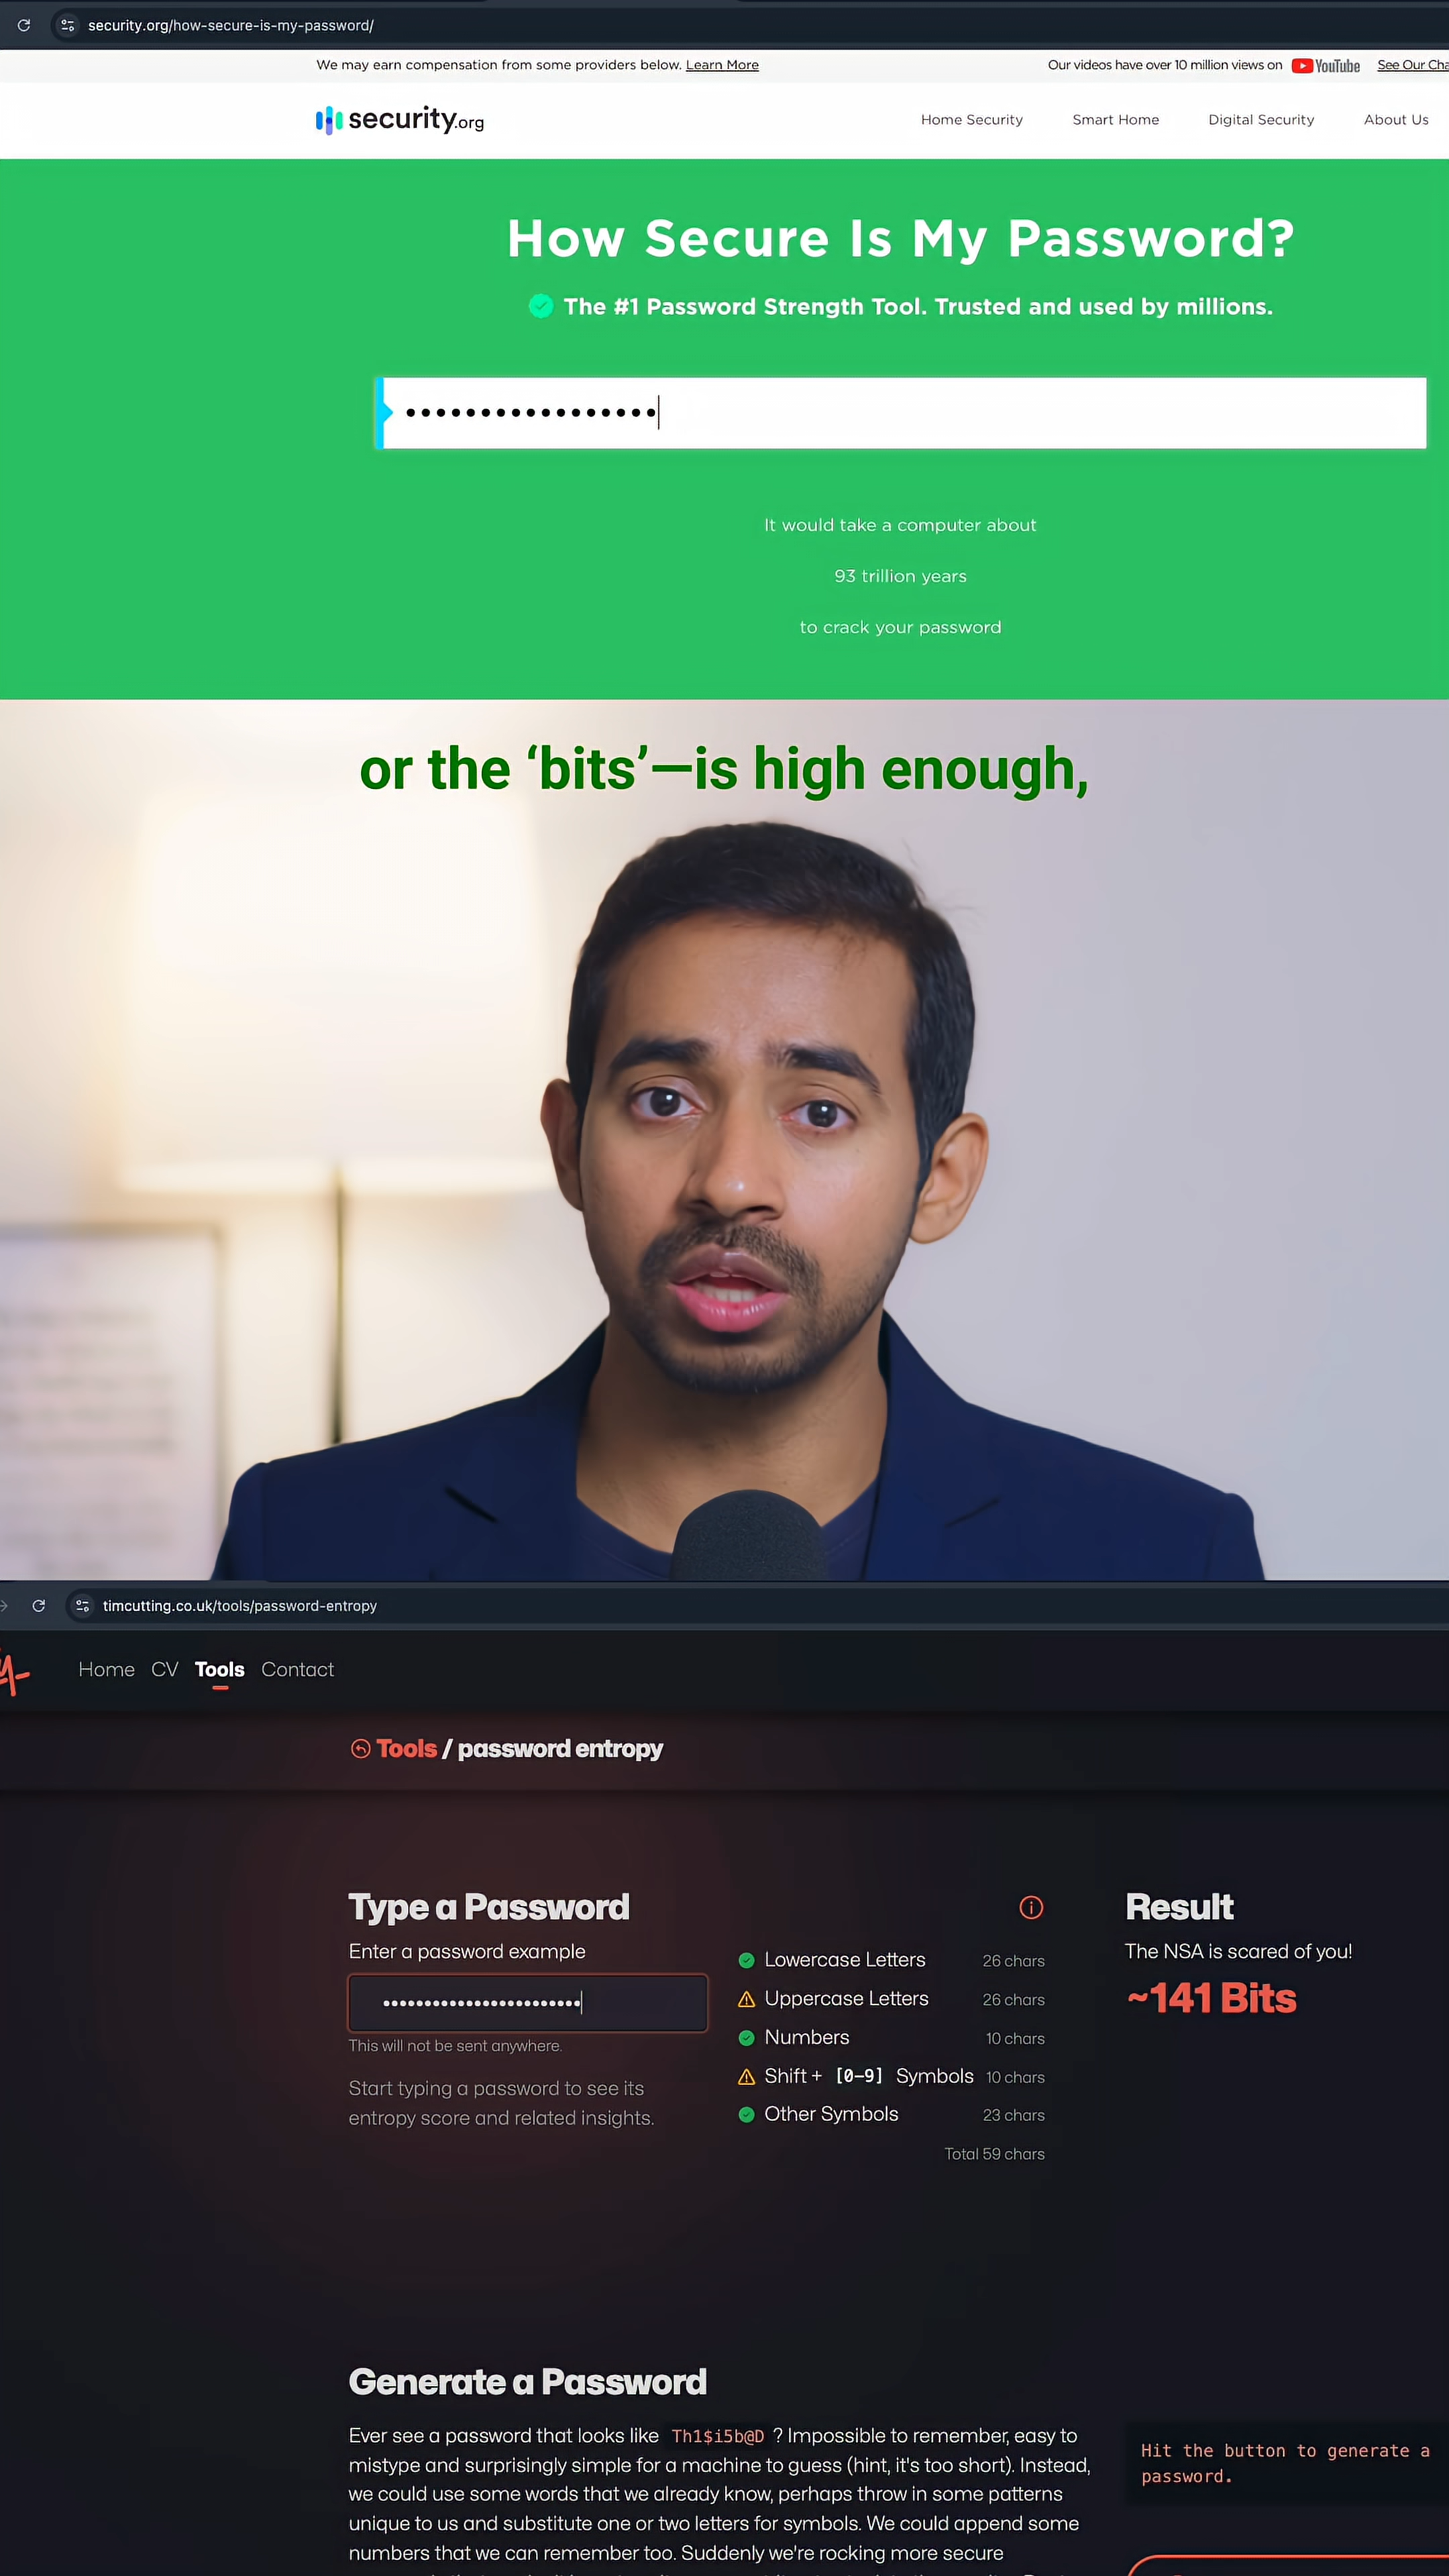 security.org/how-secure-is-my-password/
We may earn compensation from some providers below. Learn More
Our videos have over 10 million views on YouTube See Our Cha
security.org
Home Security Smart Home Digital Security About Us
How Secure Is My Password?
The #1 Password Strength Tool. Trusted and used by millions.
It would take a computer about
93 trillion years
to crack your password
or the ‘bits’—is high enough,
timcutting.co.uk/tools/password-entropy
Home CV Tools Contact
Tools / password entropy
Type a Password
Enter a password example
This will not be sent anywhere.
Start typing a password to see its
entropy score and related insights.
Lowercase Letters 26 chars
Uppercase Letters 26 chars
Numbers 10 chars
Shift + [0–9] Symbols 10 chars
Other Symbols 23 chars
Total 59 chars
Result
The NSA is scared of you!
~141 Bits
Generate a Password
Ever see a password that looks like Th1$i5b@D ? Impossible to remember, easy to
mistype and surprisingly simple for a machine to guess (hint, it's too short). Instead,
we could use some words that we already know, perhaps throw in some patterns
unique to us and substitute one or two letters for symbols. We could append some
numbers that we can remember too. Suddenly we're rocking more secure
Hit the button to generate a
password.